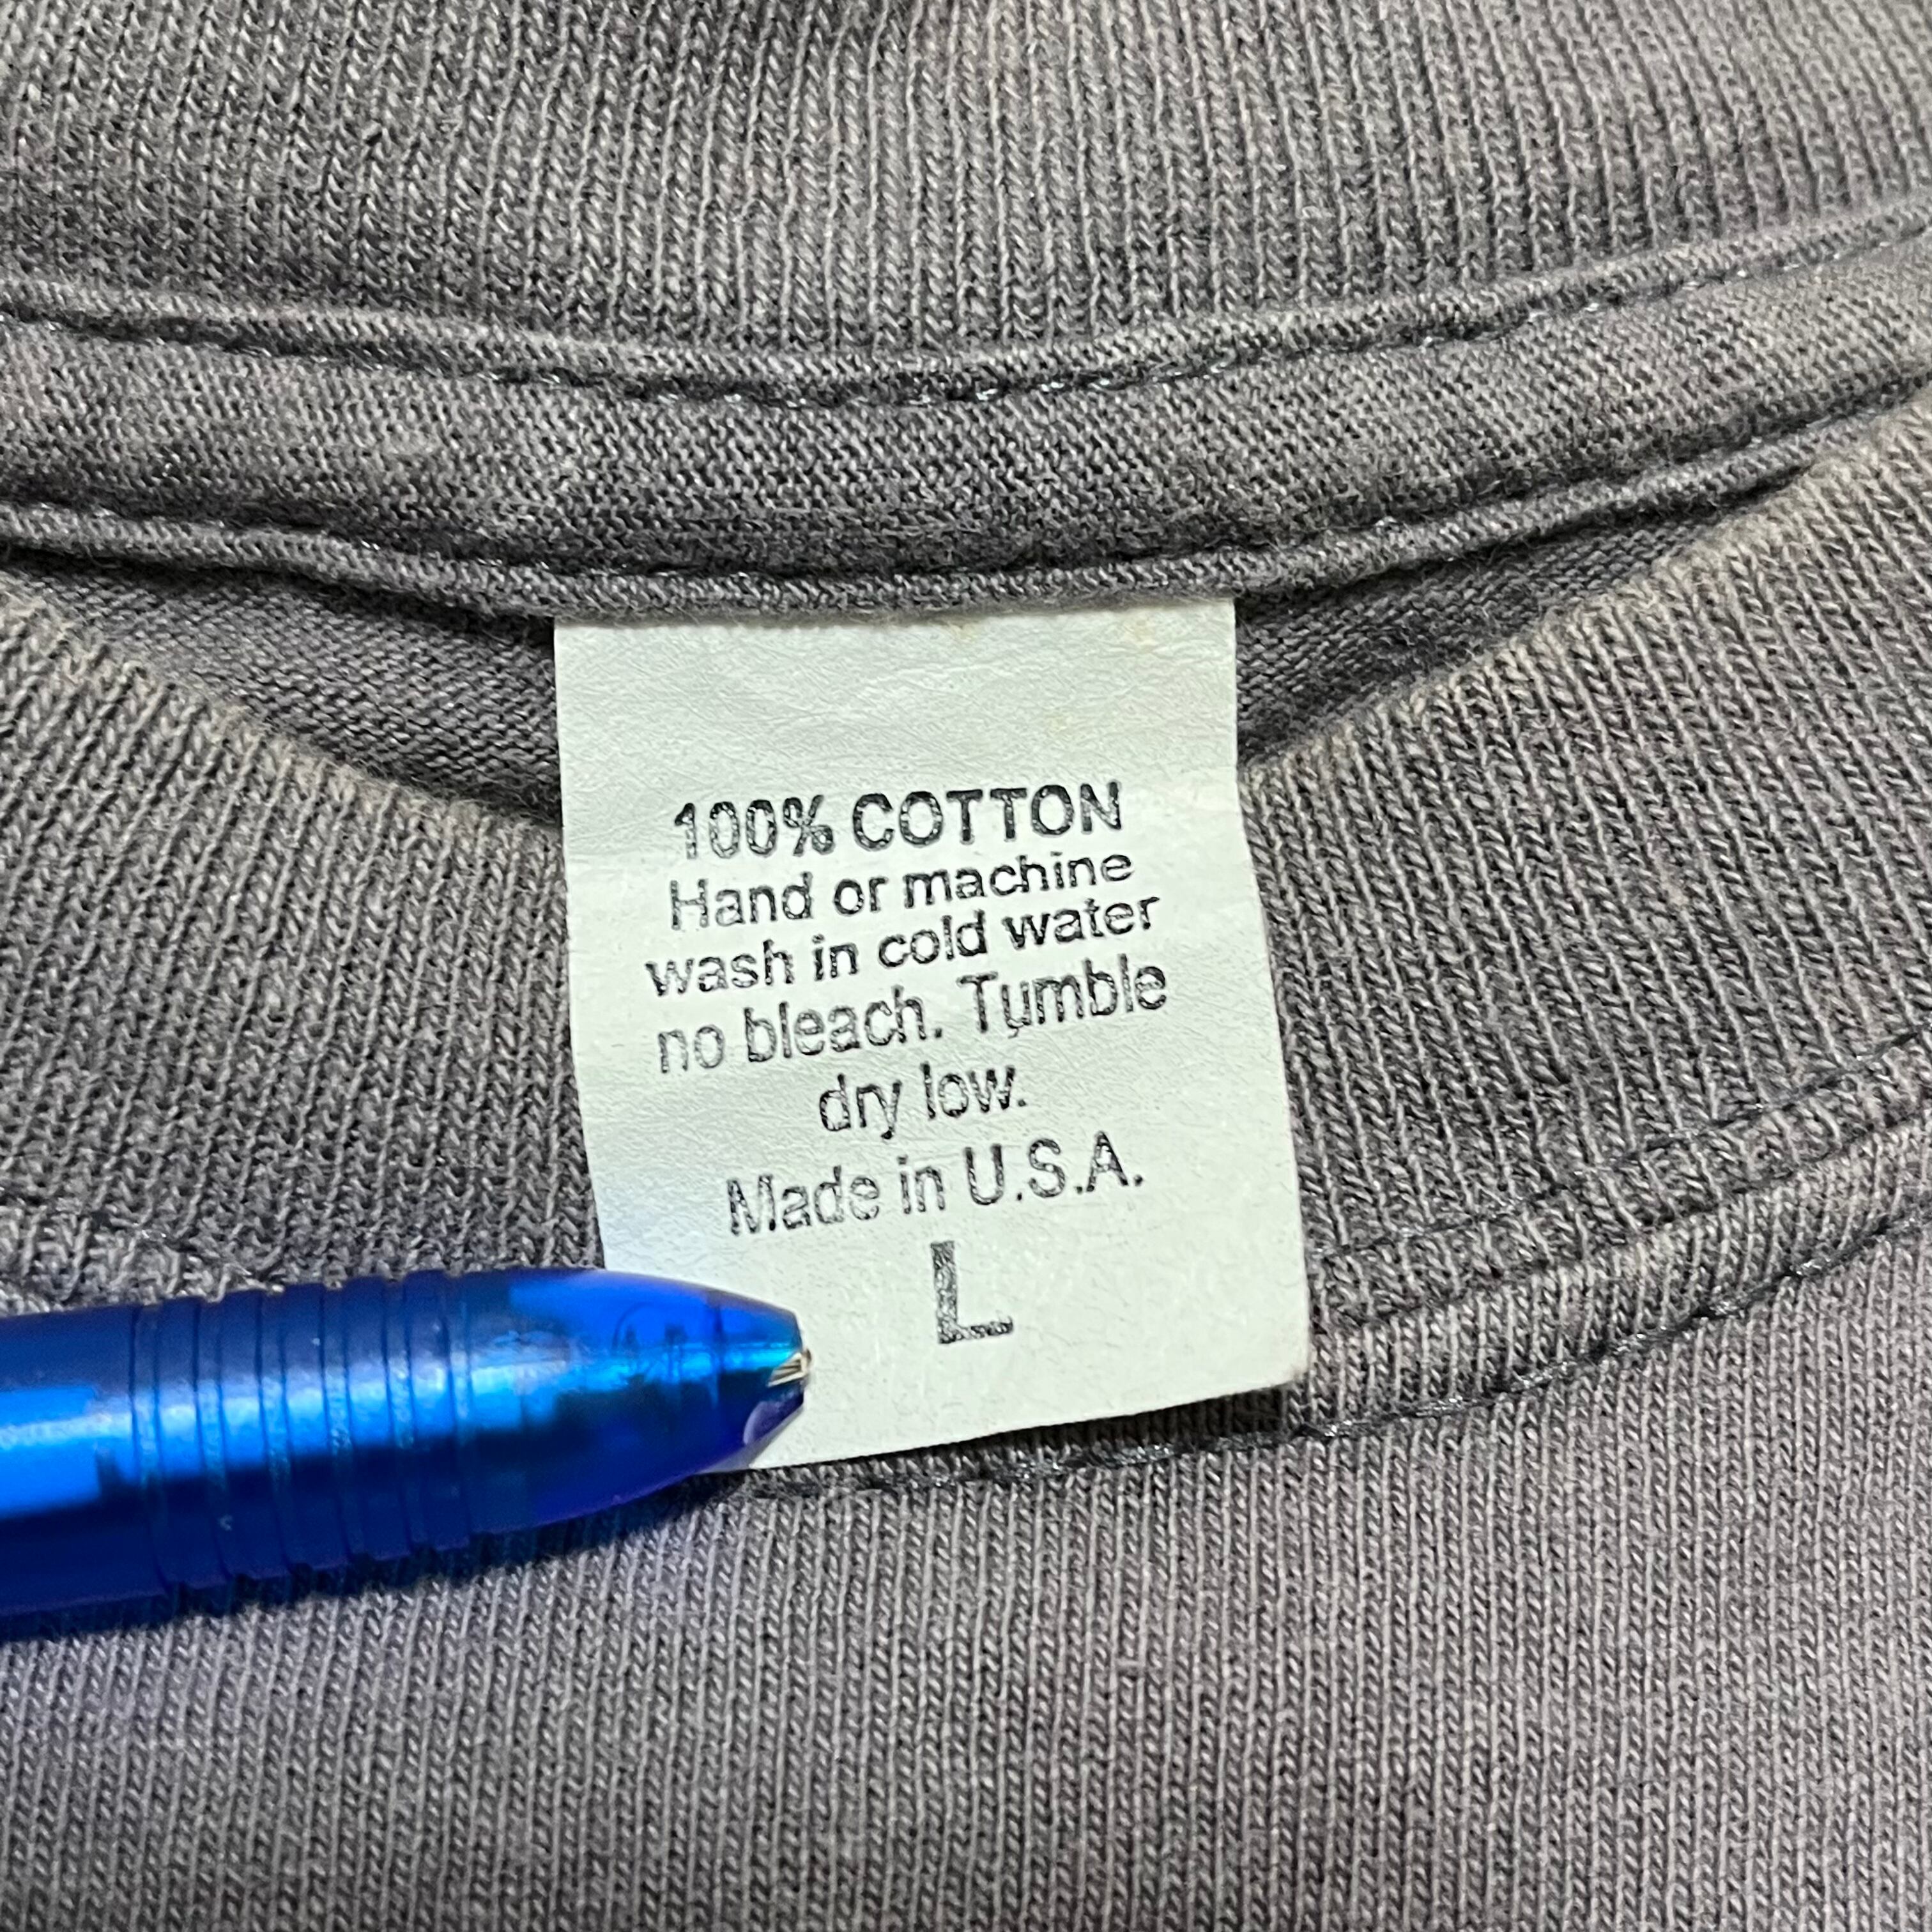 100% COTTON
Hand or machine
wash in cold water
no bleach. Tumble
dry low.
Made in U.S.A.
L